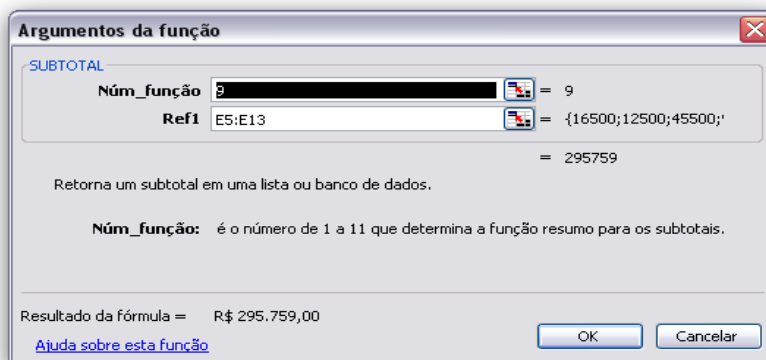 Argumentos da função
SUBTOTAL
Núm_função 9 = 9
Ref1 E5:E13 = {16500;12500;45500;'
= 295759
Retorna um subtotal em uma lista ou banco de dados.
Núm_função: é o número de 1 a 11 que determina a função resumo para os subtotais.
Resultado da fórmula = R$ 295.759,00
Ajuda sobre esta função
OK Cancelar